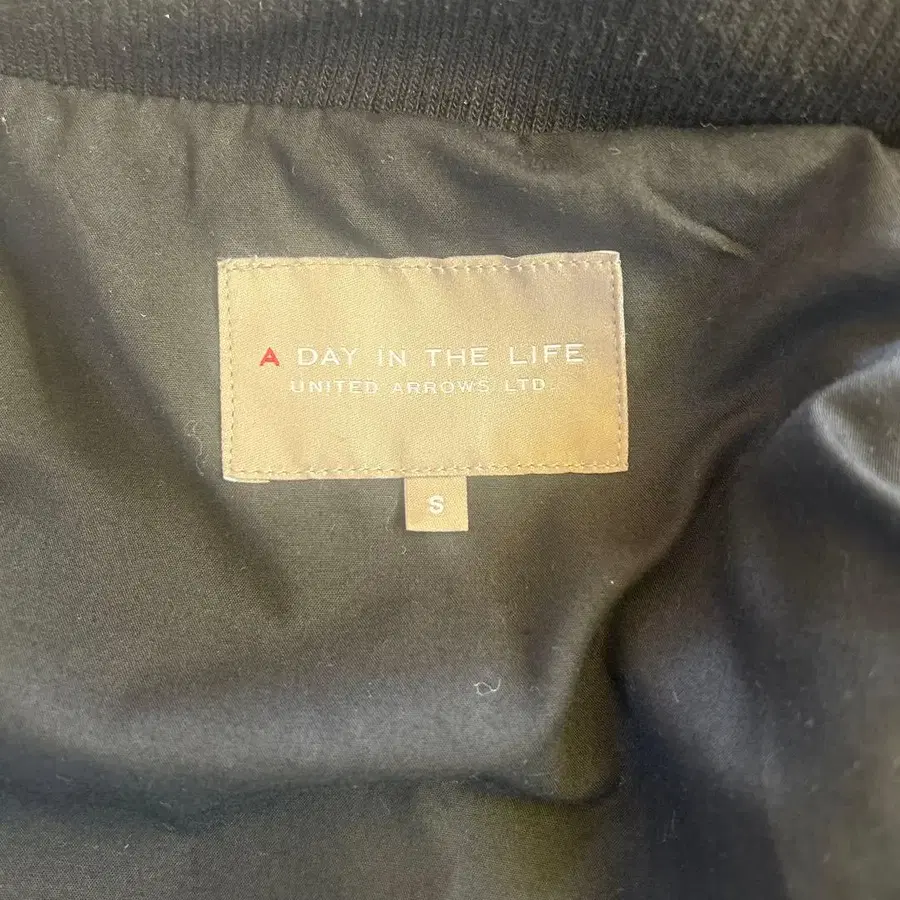 A DAY IN THE LIFE
UNITED ARROWS LTD.
S